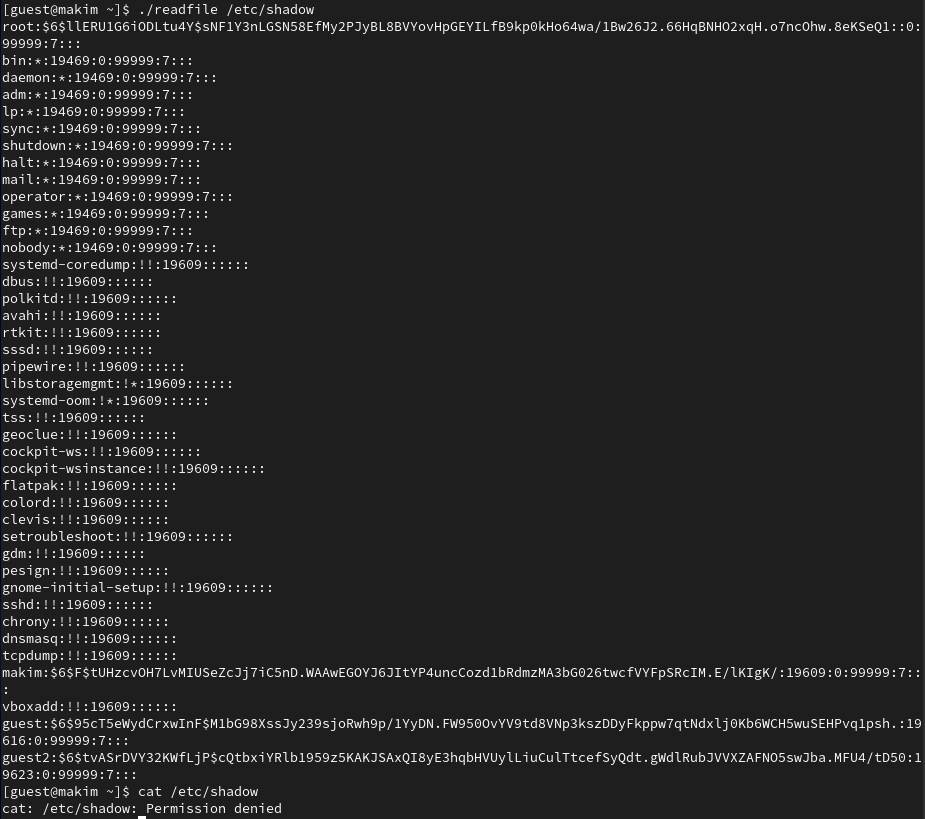 [guest@makim ~]$ ./readfile /etc/shadow
root:$6$llERU1G6iODLtu4Y$sNF1Y3nLGSN58EfMy2PJyBL8BVYovHpGEYILfB9kp0kHo64wa/1Bw26J2.66HqBNHO2xqH.o7ncOhw.8eKSeQ1::0:
99999:7:::
bin:*:19469:0:99999:7:::
daemon:*:19469:0:99999:7:::
adm:*:19469:0:99999:7:::
lp:*:19469:0:99999:7:::
sync:*:19469:0:99999:7:::
shutdown:*:19469:0:99999:7:::
halt:*:19469:0:99999:7:::
mail:*:19469:0:99999:7:::
operator:*:19469:0:99999:7:::
games:*:19469:0:99999:7:::
ftp:*:19469:0:99999:7:::
nobody:*:19469:0:99999:7:::
systemd-coredump:!!:19609::::::
dbus:!!:19609::::::
polkitd:!!:19609::::::
avahi:!!:19609::::::
rtkit:!!:19609::::::
sssd:!!:19609::::::
pipewire:!!:19609::::::
libstoragemgmt:!*:19609::::::
systemd-oom:!*:19609::::::
tss:!!:19609::::::
geoclue:!!:19609::::::
cockpit-ws:!!:19609::::::
cockpit-wsinstance:!!:19609::::::
flatpak:!!:19609::::::
colord:!!:19609::::::
clevis:!!:19609::::::
setroubleshoot:!!:19609::::::
gdm:!!:19609::::::
pesign:!!:19609::::::
gnome-initial-setup:!!:19609::::::
sshd:!!:19609::::::
chrony:!!:19609::::::
dnsmasq:!!:19609::::::
tcpdump:!!:19609::::::
makim:$6$F$tUHzcvOH7LvMIUSeZcJj7iC5nD.WAAwEGOYJ6JItYP4uncCozd1bRdmzMA3bG026twcfVYFpSRcIM.E/lKIgK/:19609:0:99999:7::
:
vboxadd:!!:19609::::::
guest:$6$95cT5eWydCrxwInF$M1bG98XssJy239sjoRwh9p/1YyDN.FW950OvYV9td8VNp3kszDDyFkppw7qtNdxlj0Kb6WCH5wuSEHPvq1psh.:19
616:0:99999:7:::
guest2:$6$tvASrDVY32KWfLjP$cQtbxiYRlb1959z5KAKJSAxQI8yE3hqbHVUylLiuCulTtcefSyQdt.gWdlRubJVVXZAFNO5swJba.MFU4/tD50:1
9623:0:99999:7:::
[guest@makim ~]$ cat /etc/shadow
cat: /etc/shadow: Permission denied